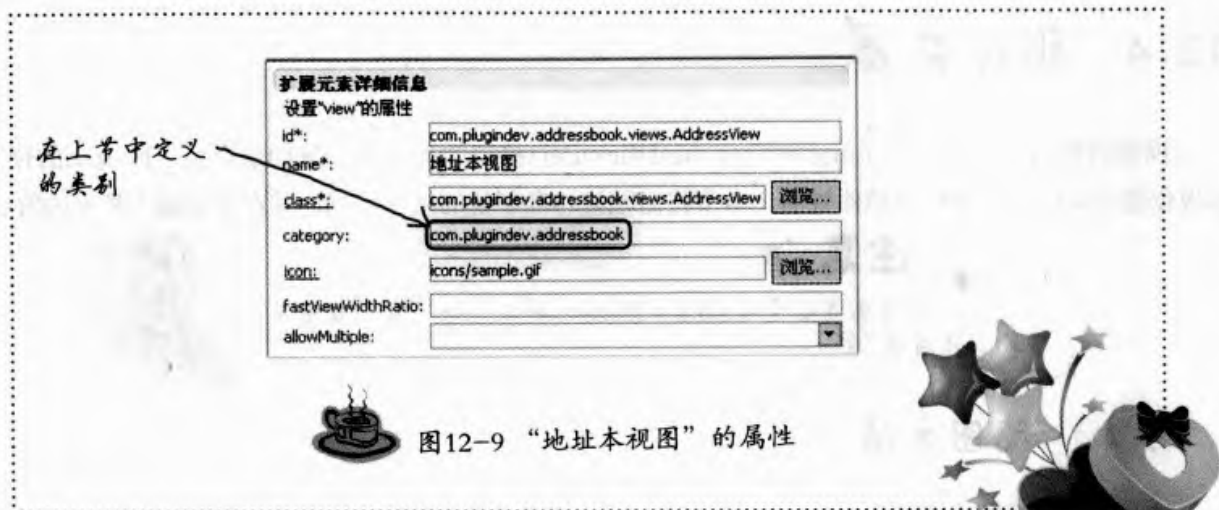 扩展元素详细信息
设置"view"的属性
在上节中定义
的类别
id*:
com.plugindev.addressbook.views.AddressView
name*:
地址本视图
class*:
com.plugindev.addressbook.views.AddressView
浏览...
category:
com.plugindev.addressbook
icon:
icons/sample.gif
浏览...
fastViewWidthRatio:
allowMultiple:
图12-9 “地址本视图”的属性